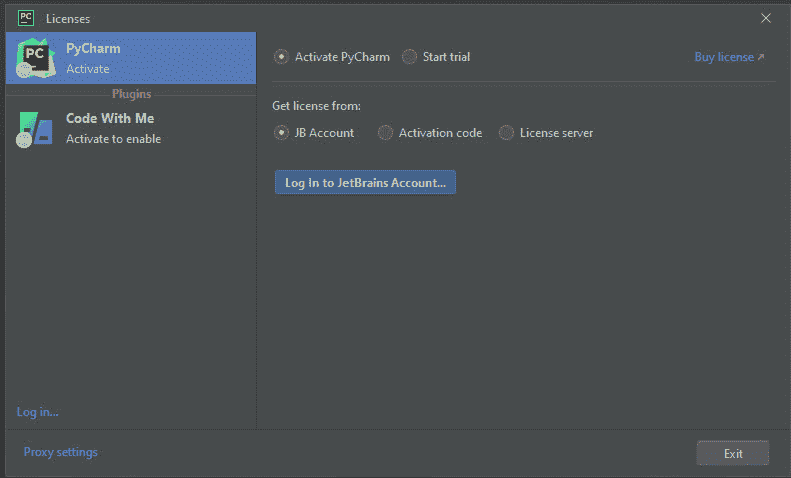 PC Licenses
PC PyCharm
Activate
Plugins
Code With Me
Activate to enable
Log in...
Activate PyCharm Start trial Buy license
Get license from:
JB Account Activation code License server
Log In to JetBrains Account...
Proxy settings Exit